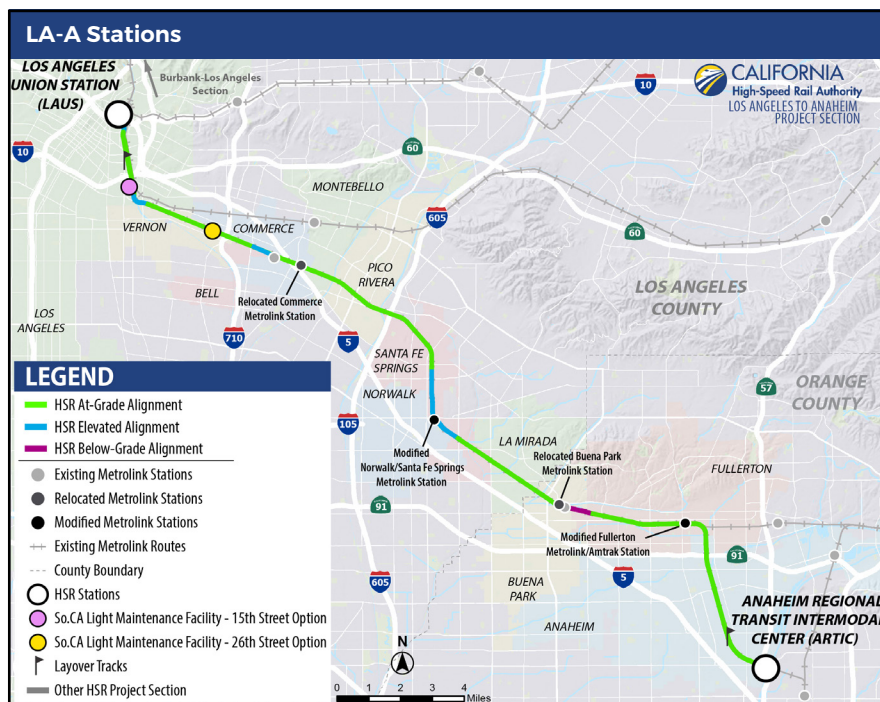 LA-A Stations
LOS ANGELES
UNION STATION
(LAUS)
Burbank-Los Angeles
Section
10
CALIFORNIA
High-Speed Rail Authority
LOS ANGELES TO ANAHEIM
PROJECT SECTION
10
60
MONTEBELLO
605
60
VERNON
COMMERCE
PICO
RIVERA
BELL
Relocated Commerce
Metrolink Station
LOS ANGELES
COUNTY
LOS
ANGELES
710
5
SANTA FE
SPRINGS
57
ORANGE
COUNTY
NORWALK
105
LA MIRADA
Modified
Norwalk/Santa Fe Springs
Metrolink Station
Relocated Buena Park
Metrolink Station
FULLERTON
91
Modified Fullerton
Metrolink/Amtrak Station
91
605
5
BUENA
PARK
ANAHEIM
ANAHEIM REGIONAL
TRANSIT INTERMODAL
CENTER (ARTIC)
LEGEND
HSR At-Grade Alignment
HSR Elevated Alignment
HSR Below-Grade Alignment
Existing Metrolink Stations
Relocated Metrolink Stations
Modified Metrolink Stations
Existing Metrolink Routes
County Boundary
HSR Stations
So.CA Light Maintenance Facility - 15th Street Option
So.CA Light Maintenance Facility - 26th Street Option
Layover Tracks
Other HSR Project Section
N
0 1 2 3 4
Miles